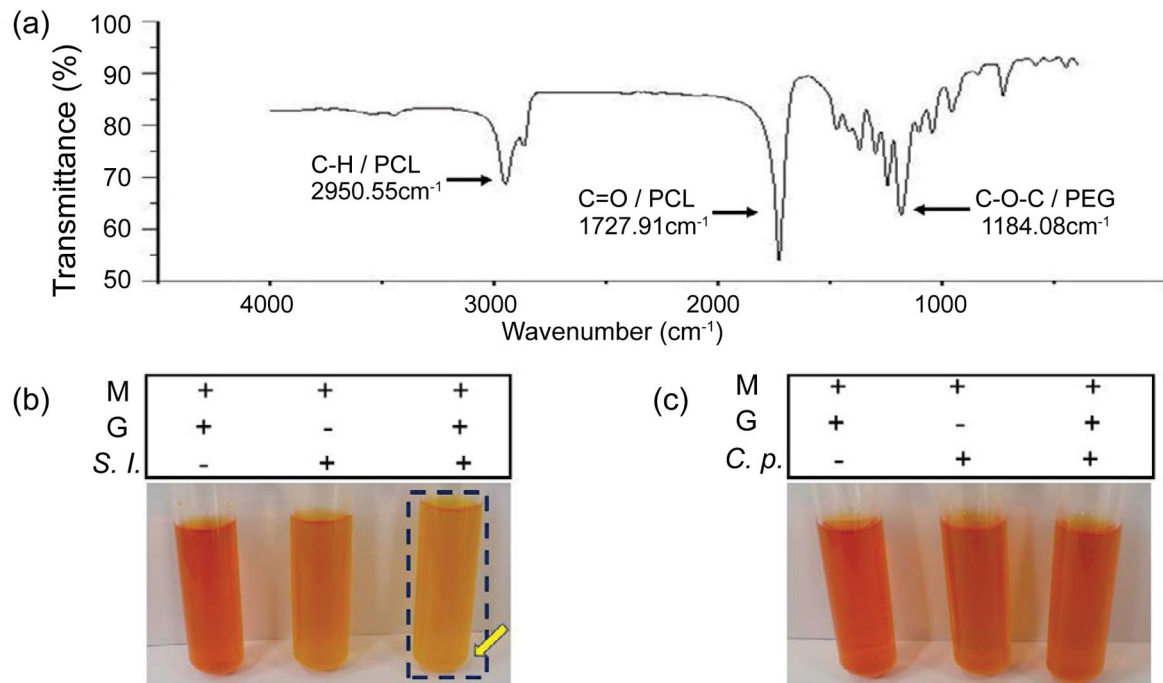 (a)
Transmittance (%)
100
90
80
70
60
50
C-H / PCL
2950.55cm⁻¹
C=O / PCL
1727.91cm⁻¹
C-O-C / PEG
1184.08cm⁻¹
4000 3000 2000 1000
Wavenumber (cm⁻¹)
(b)
M + + +
G + - +
S. l. - + +
(c)
M + + +
G + - +
C. p. - + +